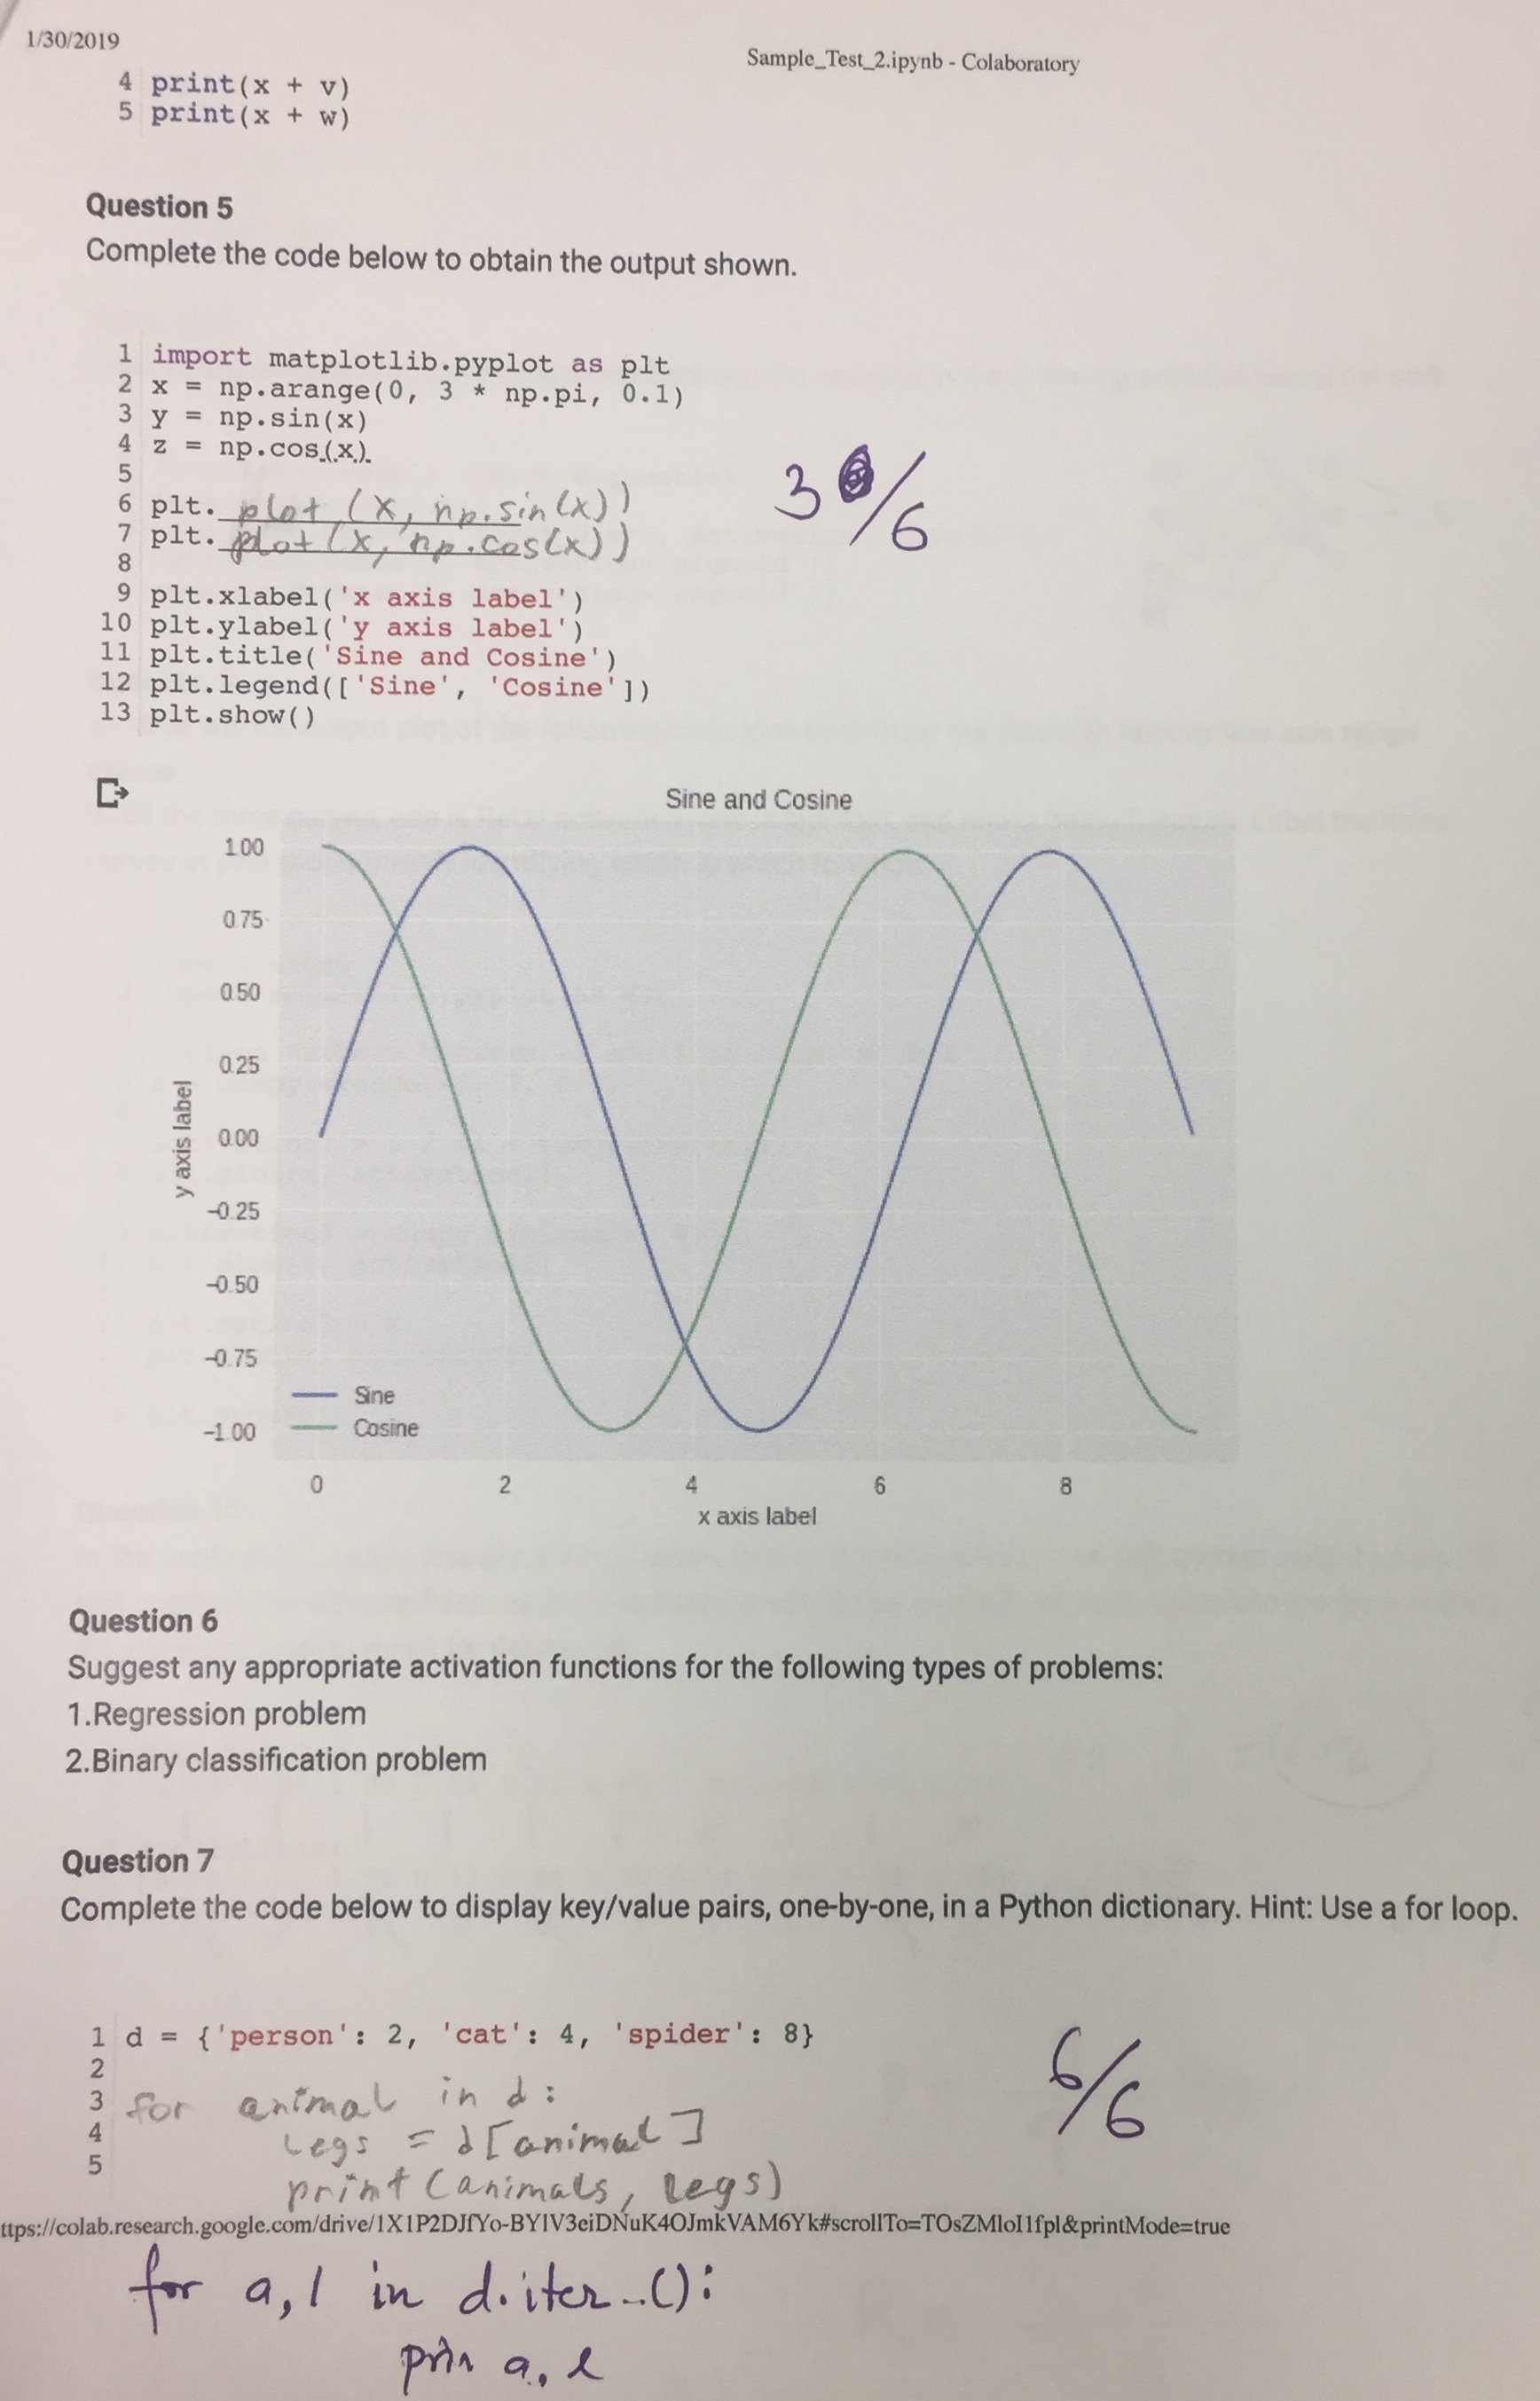 1/30/2019
Sample_Test_2.ipynb - Colaboratory
4 print(x + v)
5 print(x + w)
Question 5
Complete the code below to obtain the output shown.
1 import matplotlib.pyplot as plt
2 x = np.arange(0, 3 * np.pi, 0.1)
3 y = np.sin(x)
4 z = np.cos(x)
5
6 plt. plot (x, np.sin(x))
7 plt. plot (x, np.cos(x))
8
9 plt.xlabel('x axis label')
10 plt.ylabel('y axis label')
11 plt.title('Sine and Cosine')
12 plt.legend(['Sine', 'Cosine'])
13 plt.show()
3 /6
Sine and Cosine
1.00
0.75
0.50
0.25
0.00
-0.25
-0.50
-0.75
-1.00
y axis label
Sine
Cosine
0 2 4 6 8
x axis label
Question 6
Suggest any appropriate activation functions for the following types of problems:
1.Regression problem
2.Binary classification problem
Question 7
Complete the code below to display key/value pairs, one-by-one, in a Python dictionary. Hint: Use a for loop.
1 d = {'person': 2, 'cat': 4, 'spider': 8}
2
3 for animal in d:
4 legs = d[animal]
5 print (animals, legs)
6/6
ttps://colab.research.google.com/drive/1X1P2DJfYo-BYlV3eiDNuK4OJmkVAM6Yk#scrollTo=TOsZMloI1fpl&printMode=true
for a, l in d.iter..():
prin a, l